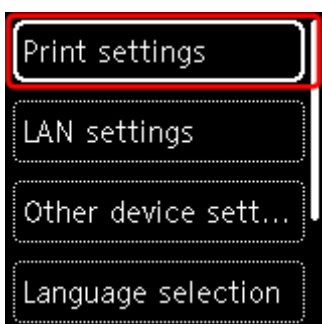 Print settings
LAN settings
Other device sett...
Language selection